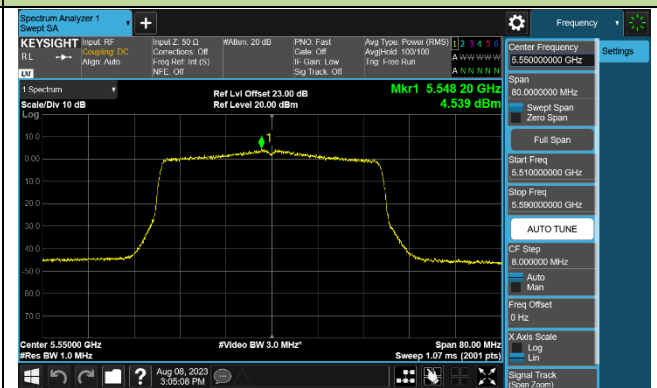 Spectrum Analyzer 1
Swept SA
+
Frequency
KEYSIGHT
RL
LXI
Input: RF
Coupling: DC
Align: Auto
Input Z: 50 Ω
Corrections: Off
Freq Ref: Int (S)
NFE: Off
#Atten: 20 dB
PNO: Fast
Gate: Off
IF Gain: Low
Sig Track: Off
Avg Type: Power (RMS)
Avg|Hold: 100/100
Trig: Free Run
1 2 3 4 5 6
A W W W W W
A N N N N N
1 Spectrum
Scale/Div 10 dB
Log
Ref Lvl Offset 23.00 dB
Ref Level 20.00 dBm
Mkr1 5.548 20 GHz
4.539 dBm
1
10.0
0.00
-10.0
-20.0
-30.0
-40.0
-50.0
-60.0
-70.0
Center 5.55000 GHz
#Res BW 1.0 MHz
#Video BW 3.0 MHz*
Span 80.00 MHz
Sweep 1.07 ms (2001 pts)
Aug 08, 2023
3:05:08 PM
?
Center Frequency
5.550000000 GHz
Settings
Span
80.0000000 MHz
Swept Span
Zero Span
Full Span
Start Freq
5.510000000 GHz
Stop Freq
5.590000000 GHz
AUTO TUNE
CF Step
8.000000 MHz
Auto
Man
Freq Offset
0 Hz
X Axis Scale
Log
Lin
Signal Track
(Span Zoom)